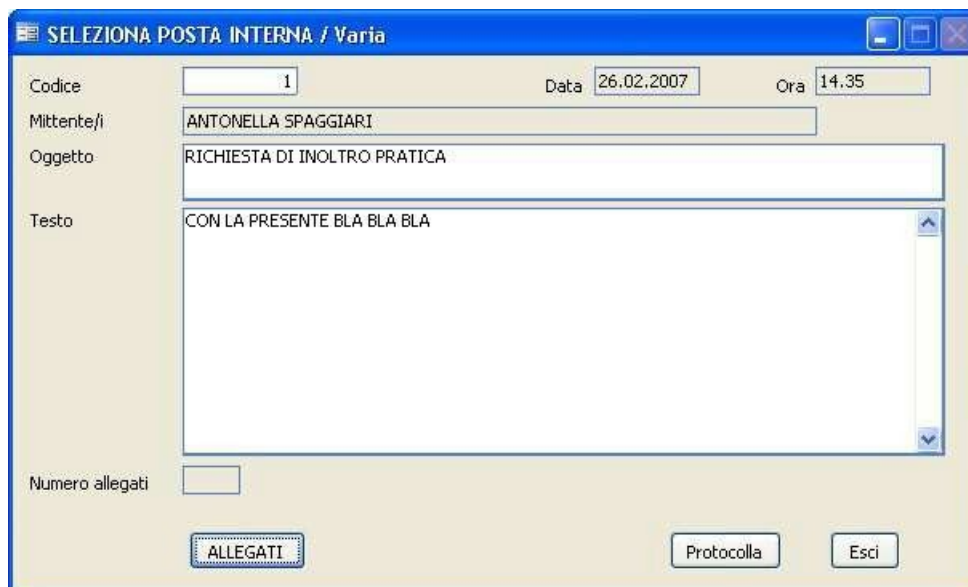 SELEZIONA POSTA INTERNA / Varia
Codice 1 Data 26.02.2007 Ora 14.35
Mittente/i ANTONELLA SPAGGIARI
Oggetto RICHIESTA DI INOLTRO PRATICA
Testo CON LA PRESENTE BLA BLA BLA
Numero allegati
ALLEGATI Protocolla Esci